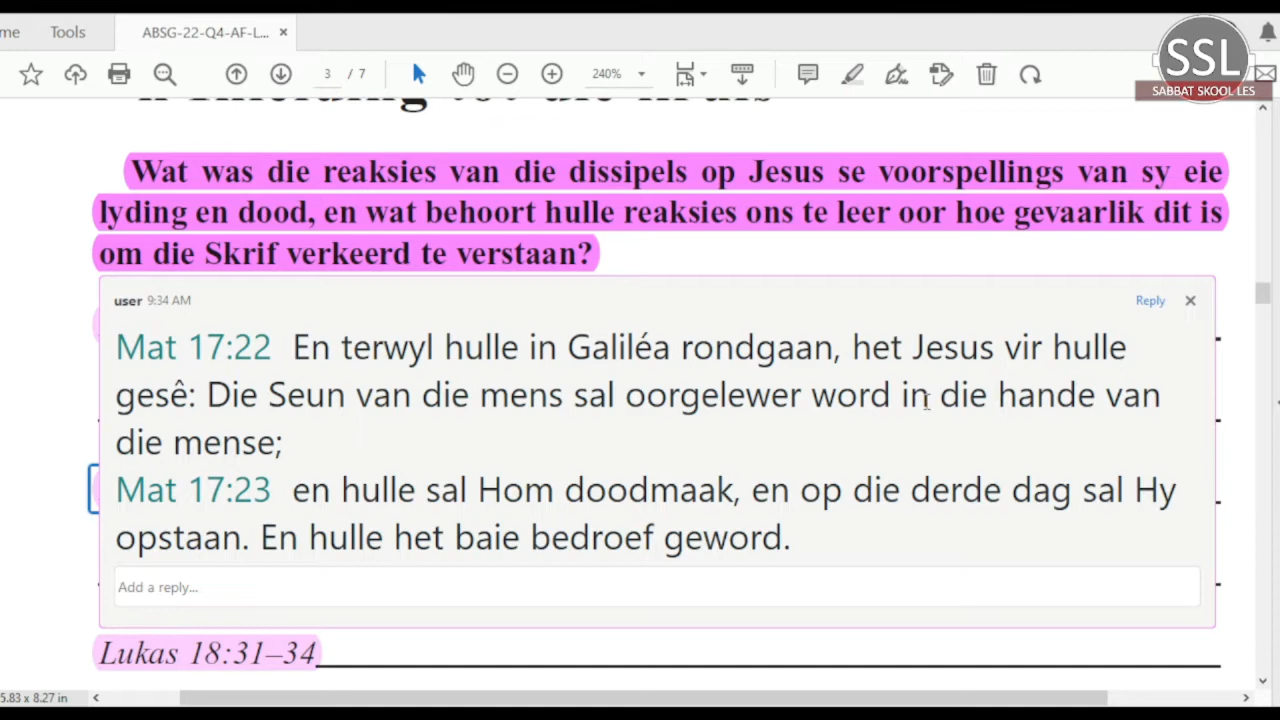 me
Tools
ABSG-22-Q4-AF-L...
SSL
SABBAT SKOOL LES
3 / 7
240%
Wat was die reaksies van die dissipels op Jesus se voorspellings van sy eie
lyding en dood, en wat behoort hulle reaksies ons te leer oor hoe gevaarlik dit is
om die Skrif verkeerd te verstaan?
user 9:34 AM
Reply
Mat 17:22 En terwyl hulle in Galiléa rondgaan, het Jesus vir hulle
gesê: Die Seun van die mens sal oorgelewer word in die hande van
die mense;
Mat 17:23 en hulle sal Hom doodmaak, en op die derde dag sal Hy
opstaan. En hulle het baie bedroef geword.
Add a reply...
Lukas 18:31–34
5.83 x 8.27 in